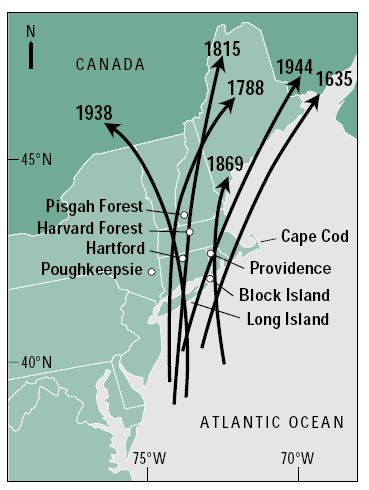 N
CANADA
1815
1944
1635
1788
1938
45°N
1869
Pisgah Forest
Harvard Forest
Hartford
Poughkeepsie
Cape Cod
Providence
Block Island
Long Island
40°N
ATLANTIC OCEAN
75°W
70°W